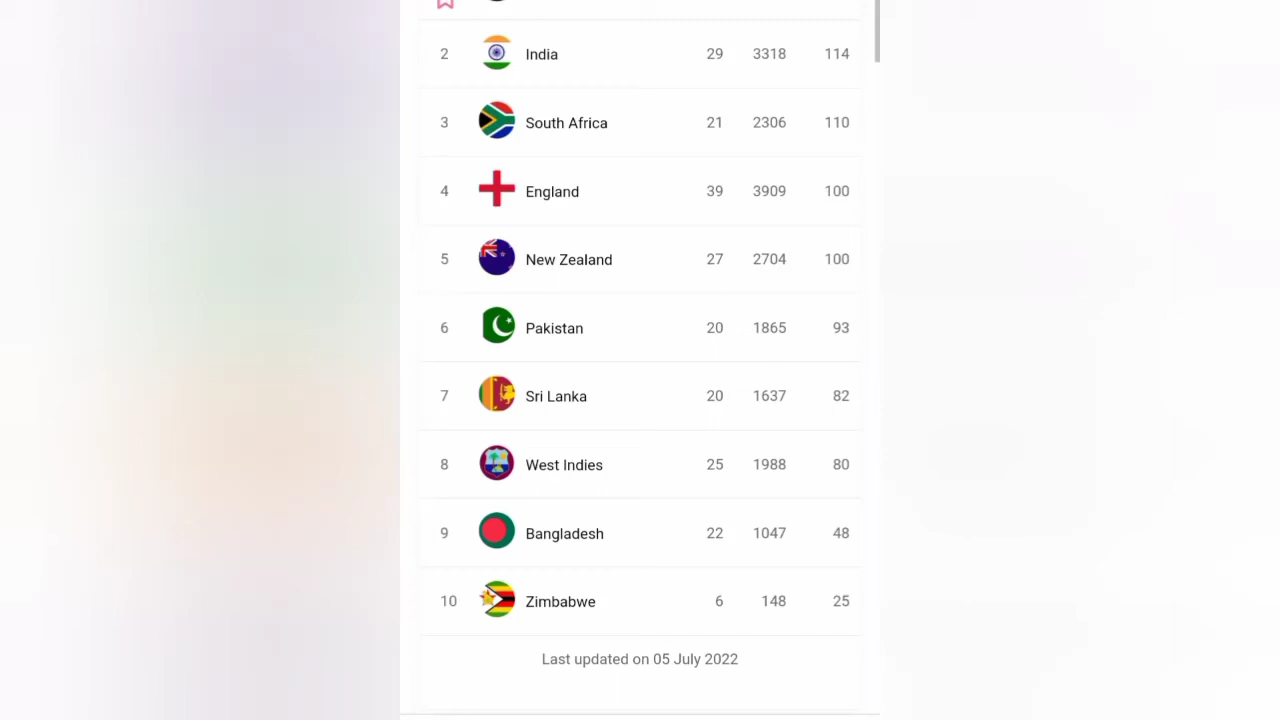 2 India 29 3318 114
3 South Africa 21 2306 110
4 England 39 3909 100
5 New Zealand 27 2704 100
6 Pakistan 20 1865 93
7 Sri Lanka 20 1637 82
8 West Indies 25 1988 80
9 Bangladesh 22 1047 48
10 Zimbabwe 6 148 25
Last updated on 05 July 2022